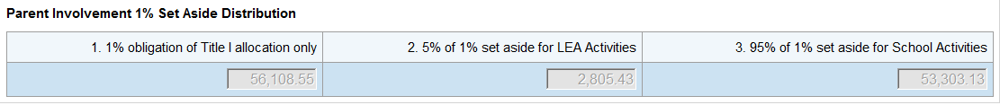 Parent Involvement 1% Set Aside Distribution
1. 1% obligation of Title I allocation only 2. 5% of 1% set aside for LEA Activities 3. 95% of 1% set aside for School Activities
56,108.55 2,805.43 53,303.13